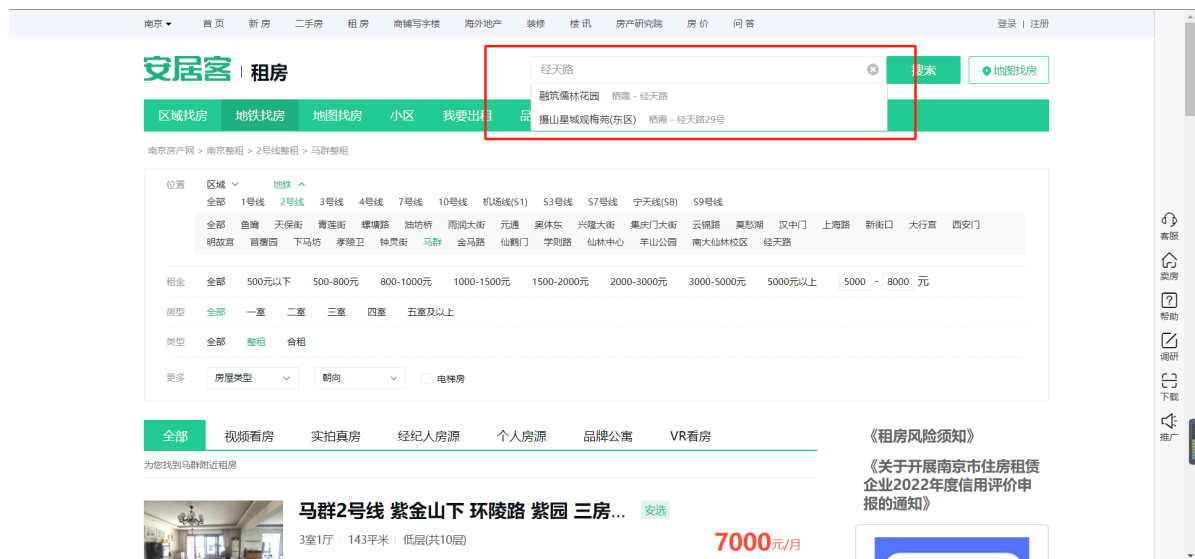 南京 首页 新房 二手房 租房 商铺写字楼 海外地产 装修 楼讯 房产研究院 房价 问答 登录 | 注册
安居客 | 租房
经天路 搜索 地图找房
融筑儒林花园 栖霞 - 经天路
摄山星城观梅苑(东区) 栖霞 - 经天路29号
区域找房 地铁找房 地图找房 小区 我要出租
南京房产网 > 南京整租 > 2号线整租 > 马群整租
位置 区域 地铁
全部 1号线 2号线 3号线 4号线 7号线 10号线 机场线(S1) S3号线 S7号线 宁天线(S8) S9号线
全部 鱼嘴 天保街 青莲街 螺塘路 油坊桥 雨润大街 元通 奥体东 兴隆大街 集庆门大街 云锦路 莫愁湖 汉中门 上海路 新街口 大行宫 西安门
明故宫 苜蓿园 下马坊 孝陵卫 钟灵街 马群 金马路 仙鹤门 学则路 仙林中心 羊山公园 南大仙林校区 经天路
租金 全部 500元以下 500-800元 800-1000元 1000-1500元 1500-2000元 2000-3000元 3000-5000元 5000元以上 5000 - 8000 元
房型 全部 一室 二室 三室 四室 五室及以上
类型 全部 整租 合租
更多 房屋类型 朝向 电梯房
全部 视频看房 实拍真房 经纪人房源 个人房源 品牌公寓 VR看房
为您找到马群附近租房
马群2号线 紫金山下 环陵路 紫园 三房... 安选
3室1厅 143平米 低层(共10层)
7000元/月
《租房风险须知》
《关于开展南京市住房租赁
企业2022年度信用评价申
报的通知》
客服
卖房
帮助
调研
下载
推广